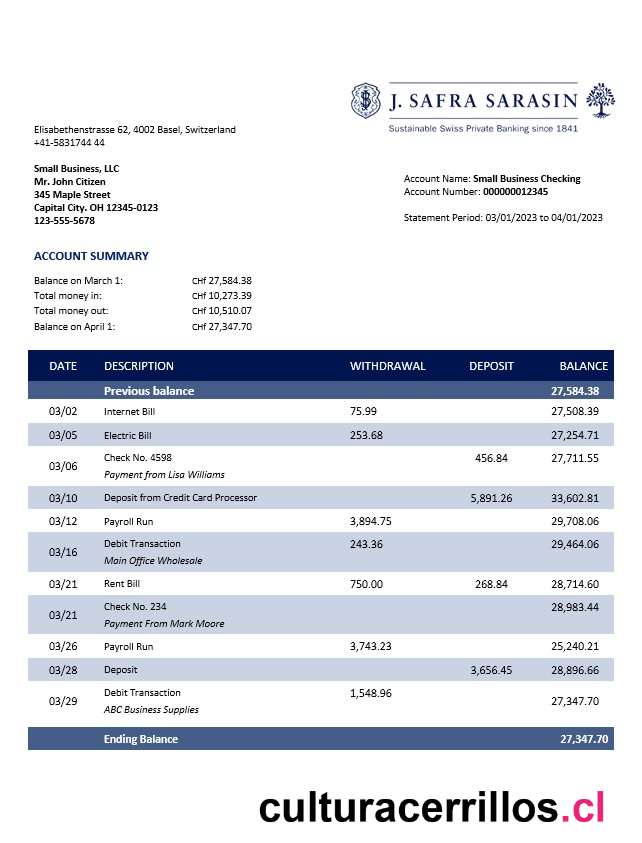 J. SAFRA SARASIN
Sustainable Swiss Private Banking since 1841
Elisabethenstrasse 62, 4002 Basel, Switzerland
+41-5831744 44
Small Business, LLC
Mr. John Citizen
345 Maple Street
Capital City. OH 12345-0123
123-555-5678
Account Name: Small Business Checking
Account Number: 000000012345
Statement Period: 03/01/2023 to 04/01/2023
ACCOUNT SUMMARY
Balance on March 1: CHf 27,584.38
Total money in: CHf 10,273.39
Total money out: CHf 10,510.07
Balance on April 1: CHf 27,347.70
DATE DESCRIPTION WITHDRAWAL DEPOSIT BALANCE
Previous balance 27,584.38
03/02 Internet Bill 75.99 27,508.39
03/05 Electric Bill 253.68 27,254.71
03/06 Check No. 4598 456.84 27,711.55
Payment from Lisa Williams
03/10 Deposit from Credit Card Processor 5,891.26 33,602.81
03/12 Payroll Run 3,894.75 29,708.06
03/16 Debit Transaction 243.36 29,464.06
Main Office Wholesale
03/21 Rent Bill 750.00 268.84 28,714.60
03/21 Check No. 234 28,983.44
Payment From Mark Moore
03/26 Payroll Run 3,743.23 25,240.21
03/28 Deposit 3,656.45 28,896.66
03/29 Debit Transaction 1,548.96 27,347.70
ABC Business Supplies
Ending Balance 27,347.70
culturacerrillos.cl